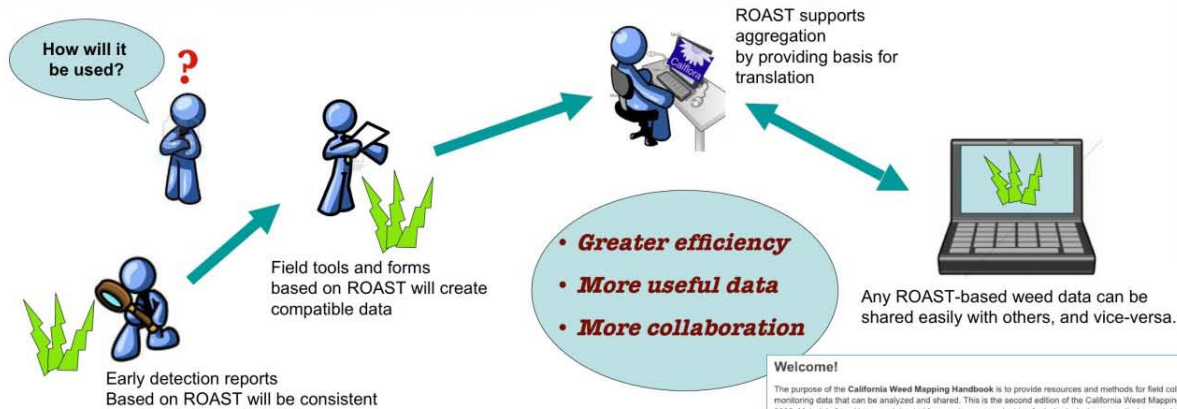 How will it
be used?
?
ROAST supports
aggregation
by providing basis for
translation
Calflora
Field tools and forms
based on ROAST will create
compatible data
• Greater efficiency
• More useful data
• More collaboration
Any ROAST-based weed data can be
shared easily with others, and vice-versa.
Early detection reports
Based on ROAST will be consistent
Welcome!
The purpose of the California Weed Mapping Handbook is to provide resources and methods for field col
monitoring data that can be analyzed and shared. This is the second edition of the California Weed Mapping